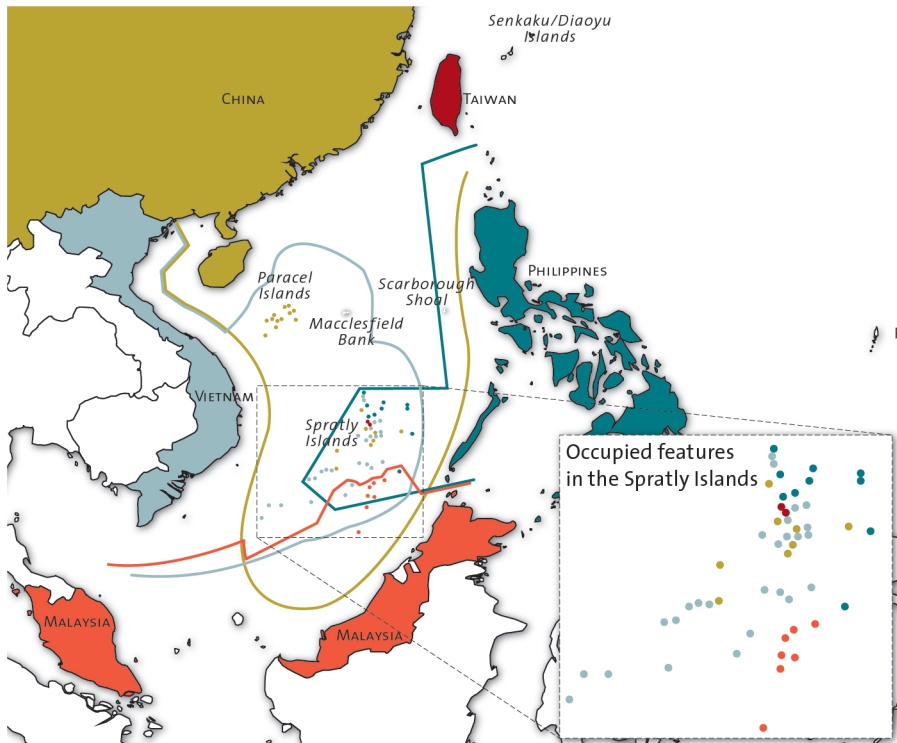 Senkaku/Diaoyu
Islands
China
Taiwan
Paracel
Islands
Scarborough
Shoal
Philippines
Macclesfield
Bank
Vietnam
Spratly
Islands
Occupied features
in the Spratly Islands
Malaysia
Malaysia